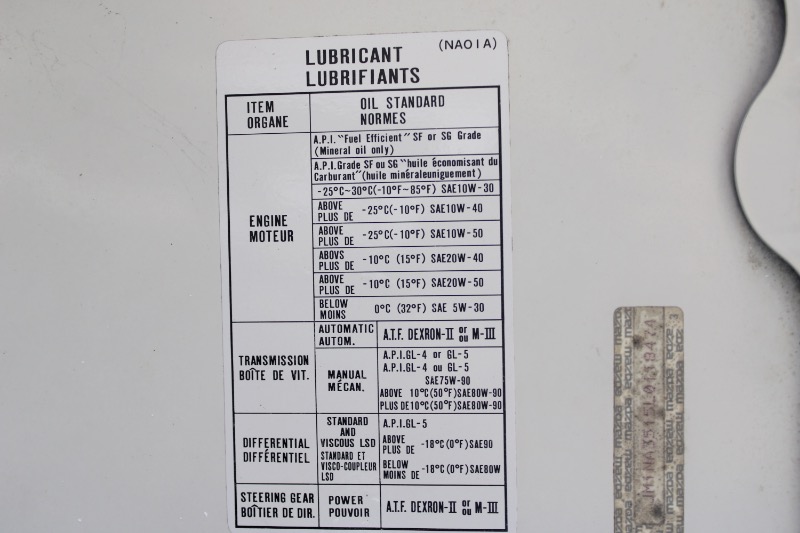 (NA01A)
LUBRICANT
LUBRIFIANTS
ITEM
ORGANE
OIL STANDARD
NORMES
ENGINE
MOTEUR
A.P.I. "Fuel Efficient" SF or SG Grade
(Mineral oil only)
A.P.I.Grade SF ou SG "huile économisant du
Carburant"(huile minéraleuniguement)
-25°C~30°C(-10°F~85°F) SAE10W-30
ABOVE
PLUS DE -25°C(-10°F) SAE10W-40
ABOVE
PLUS DE -25°C(-10°F) SAE10W-50
ABOVS
PLUS DE -10°C (15°F) SAE20W-40
ABOVE
PLUS DE -10°C (15°F) SAE20W-50
BELOW
MOINS 0°C (32°F) SAE 5W-30
TRANSMISSION
BOÎTE DE VIT.
AUTOMATIC
AUTOM.
A.T.F. DEXRON-II or ou M-III
MANUAL
MÉCAN.
A.P.I.GL-4 or GL-5
A.P.I.GL-4 ou GL-5
SAE75W-90
ABOVE 10°C(50°F)SAE80W-90
PLUS DE10°C(50°F)SAE80W-90
DIFFERENTIAL
DIFFÉRENTIEL
STANDARD
AND
VISCOUS LSD
STANDARD ET
VISCO-COUPLEUR
LSD
A.P.I.GL-5
ABOVE
PLUS DE -18°C(0°F)SAE90
BELOW
MOINS DE -18°C(0°F)SAE80W
STEERING GEAR
BOÎTIER DE DIR.
POWER
POUVOIR
A.T.F. DEXRON-II or ou M-III
mazda mazda mazda mazda